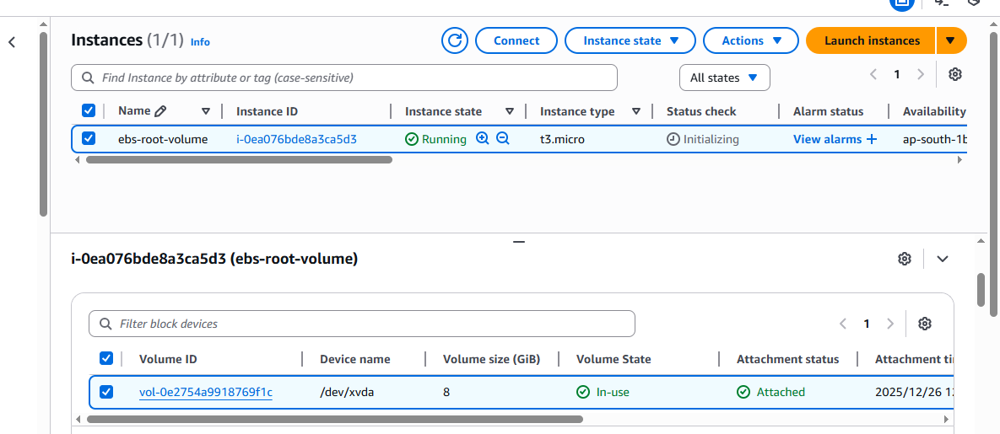 Instances (1/1) Info Connect Instance state Actions Launch instances
Find Instance by attribute or tag (case-sensitive) All states 1
Name Instance ID Instance state Instance type Status check Alarm status Availability
ebs-root-volume i-0ea076bde8a3ca5d3 Running t3.micro Initializing View alarms + ap-south-1b
i-0ea076bde8a3ca5d3 (ebs-root-volume)
Filter block devices 1
Volume ID Device name Volume size (GiB) Volume State Attachment status Attachment
vol-0e2754a9918769f1c /dev/xvda 8 In-use Attached 2025/12/26